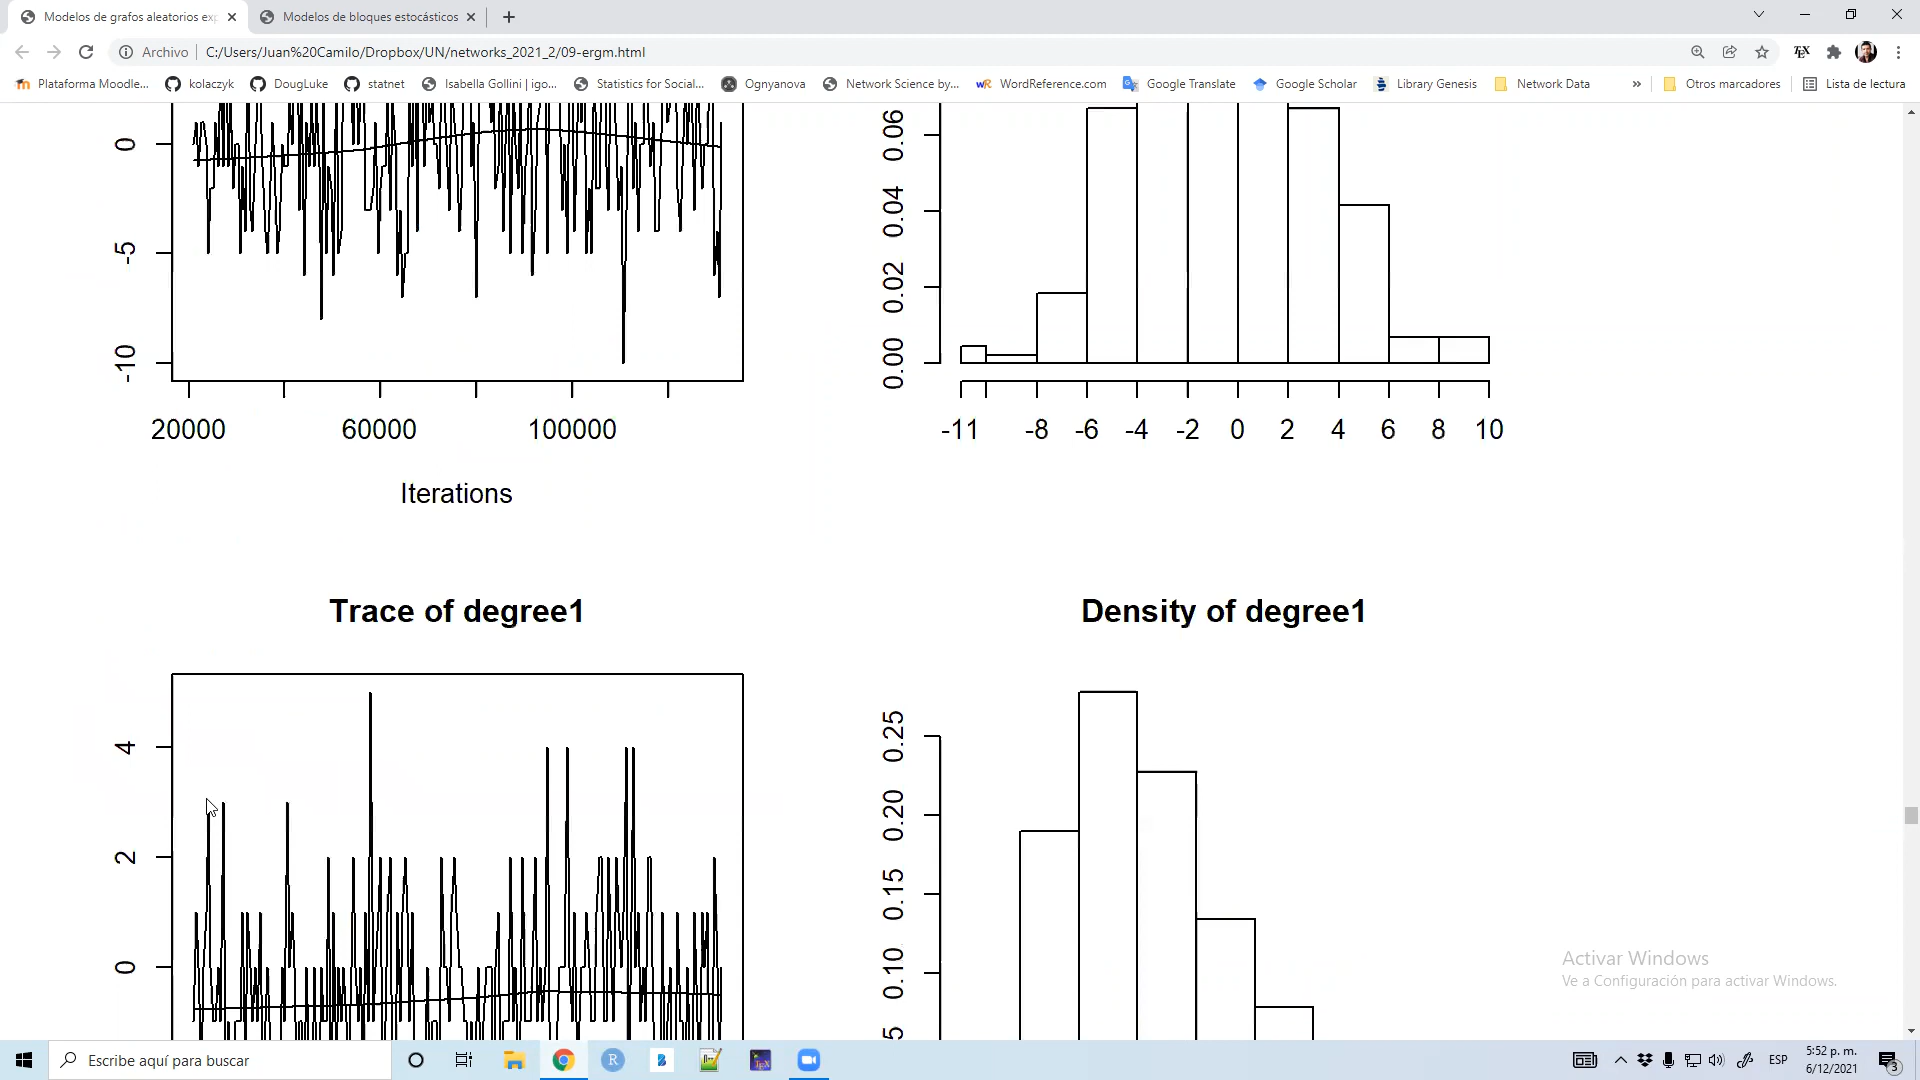 Modelos de grafos aleatorios exp
Modelos de bloques estocásticos
Archivo
C:/Users/Juan%20Camilo/Dropbox/UN/networks_2021_2/09-ergm.html
Plataforma Moodle...
kolaczyk
DougLuke
statnet
Isabella Gollini | igo...
Statistics for Social...
Ognyanova
Network Science by...
WordReference.com
Google Translate
Google Scholar
Library Genesis
Network Data
»
Otros marcadores
Lista de lectura
0
-5
-10
20000 60000 100000
Iterations
0.06
0.04
0.02
0.00
-11 -8 -6 -4 -2 0 2 4 6 8 10
Trace of degree1
4
2
0
Density of degree1
0.25
0.20
0.15
0.10
Activar Windows
Ve a Configuración para activar Windows.
Escribe aquí para buscar
ESP
5:52 p. m.
6/12/2021
3